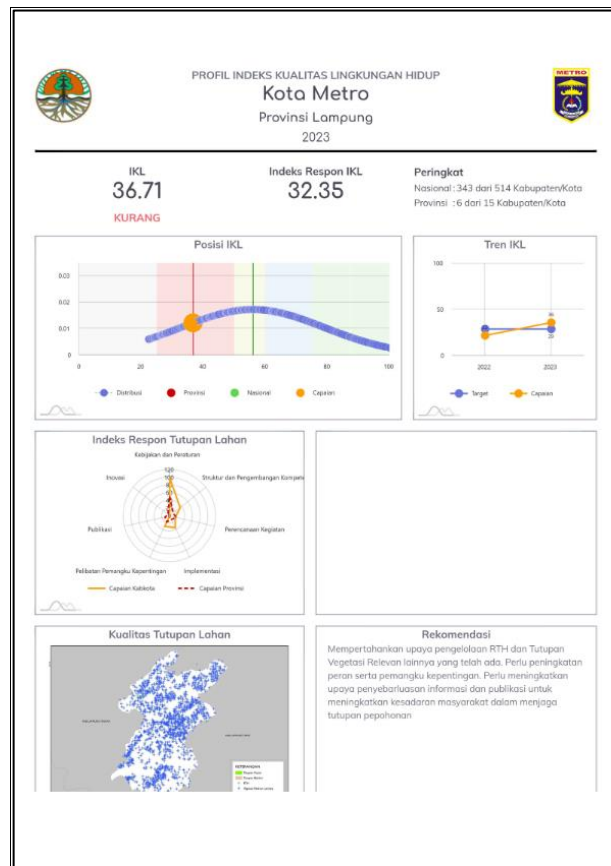 PROFIL INDEKS KUALITAS LINGKUNGAN HIDUP
Kota Metro
Provinsi Lampung
2023
METRO
IKL
36.71
KURANG
Indeks Respon IKL
32.35
Peringkat
Nasional : 343 dari 514 Kabupaten/Kota
Provinsi : 6 dari 15 Kabupaten/Kota
Posisi IKL
0.03
0.02
0.01
0
0
20
40
60
80
100
Distribusi
Provinsi
Nasional
Capaian
Tren IKL
100
50
0
2022
2023
Target
Capaian
Indeks Respon Tutupan Lahan
Kebijakan dan Peraturan
Struktur dan Pengembangan Kompete
Perencanaan Kegiatan
Implementasi
Pelibatan Pemangku Kepentingan
Publikasi
Inovasi
120
100
Capaian Kabkota
Capaian Provinsi
Kualitas Tutupan Lahan
KETERANGAN
Rekomendasi
Mempertahankan upaya pengelolaan RTH dan Tutupan
Vegetasi Relevan lainnya yang telah ada. Perlu peningkatan
peran serta pemangku kepentingan. Perlu meningkatkan
upaya penyebarluasan informasi dan publikasi untuk
meningkatkan kesadaran masyarakat dalam menjaga
tutupan pepohonan